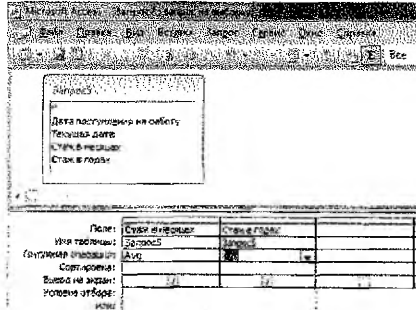 Файл Правка Вид Вставка Запрос Сервис Окно Справка
Все
Запрос5
*
Дата поступления на работу
Текущая дата
Стаж в месяцах
Стаж в годах
Поле: Стаж в месяцах Стаж в годах
Имя таблицы: Запрос5 Запрос5
Групповая операция: Avg
Сортировка:
Вывод на экран:
Условие отбора:
или: